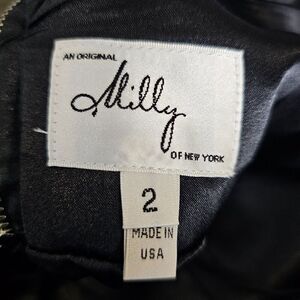 AN ORIGINAL
Milly
OF NEW YORK
2
MADE IN
USA